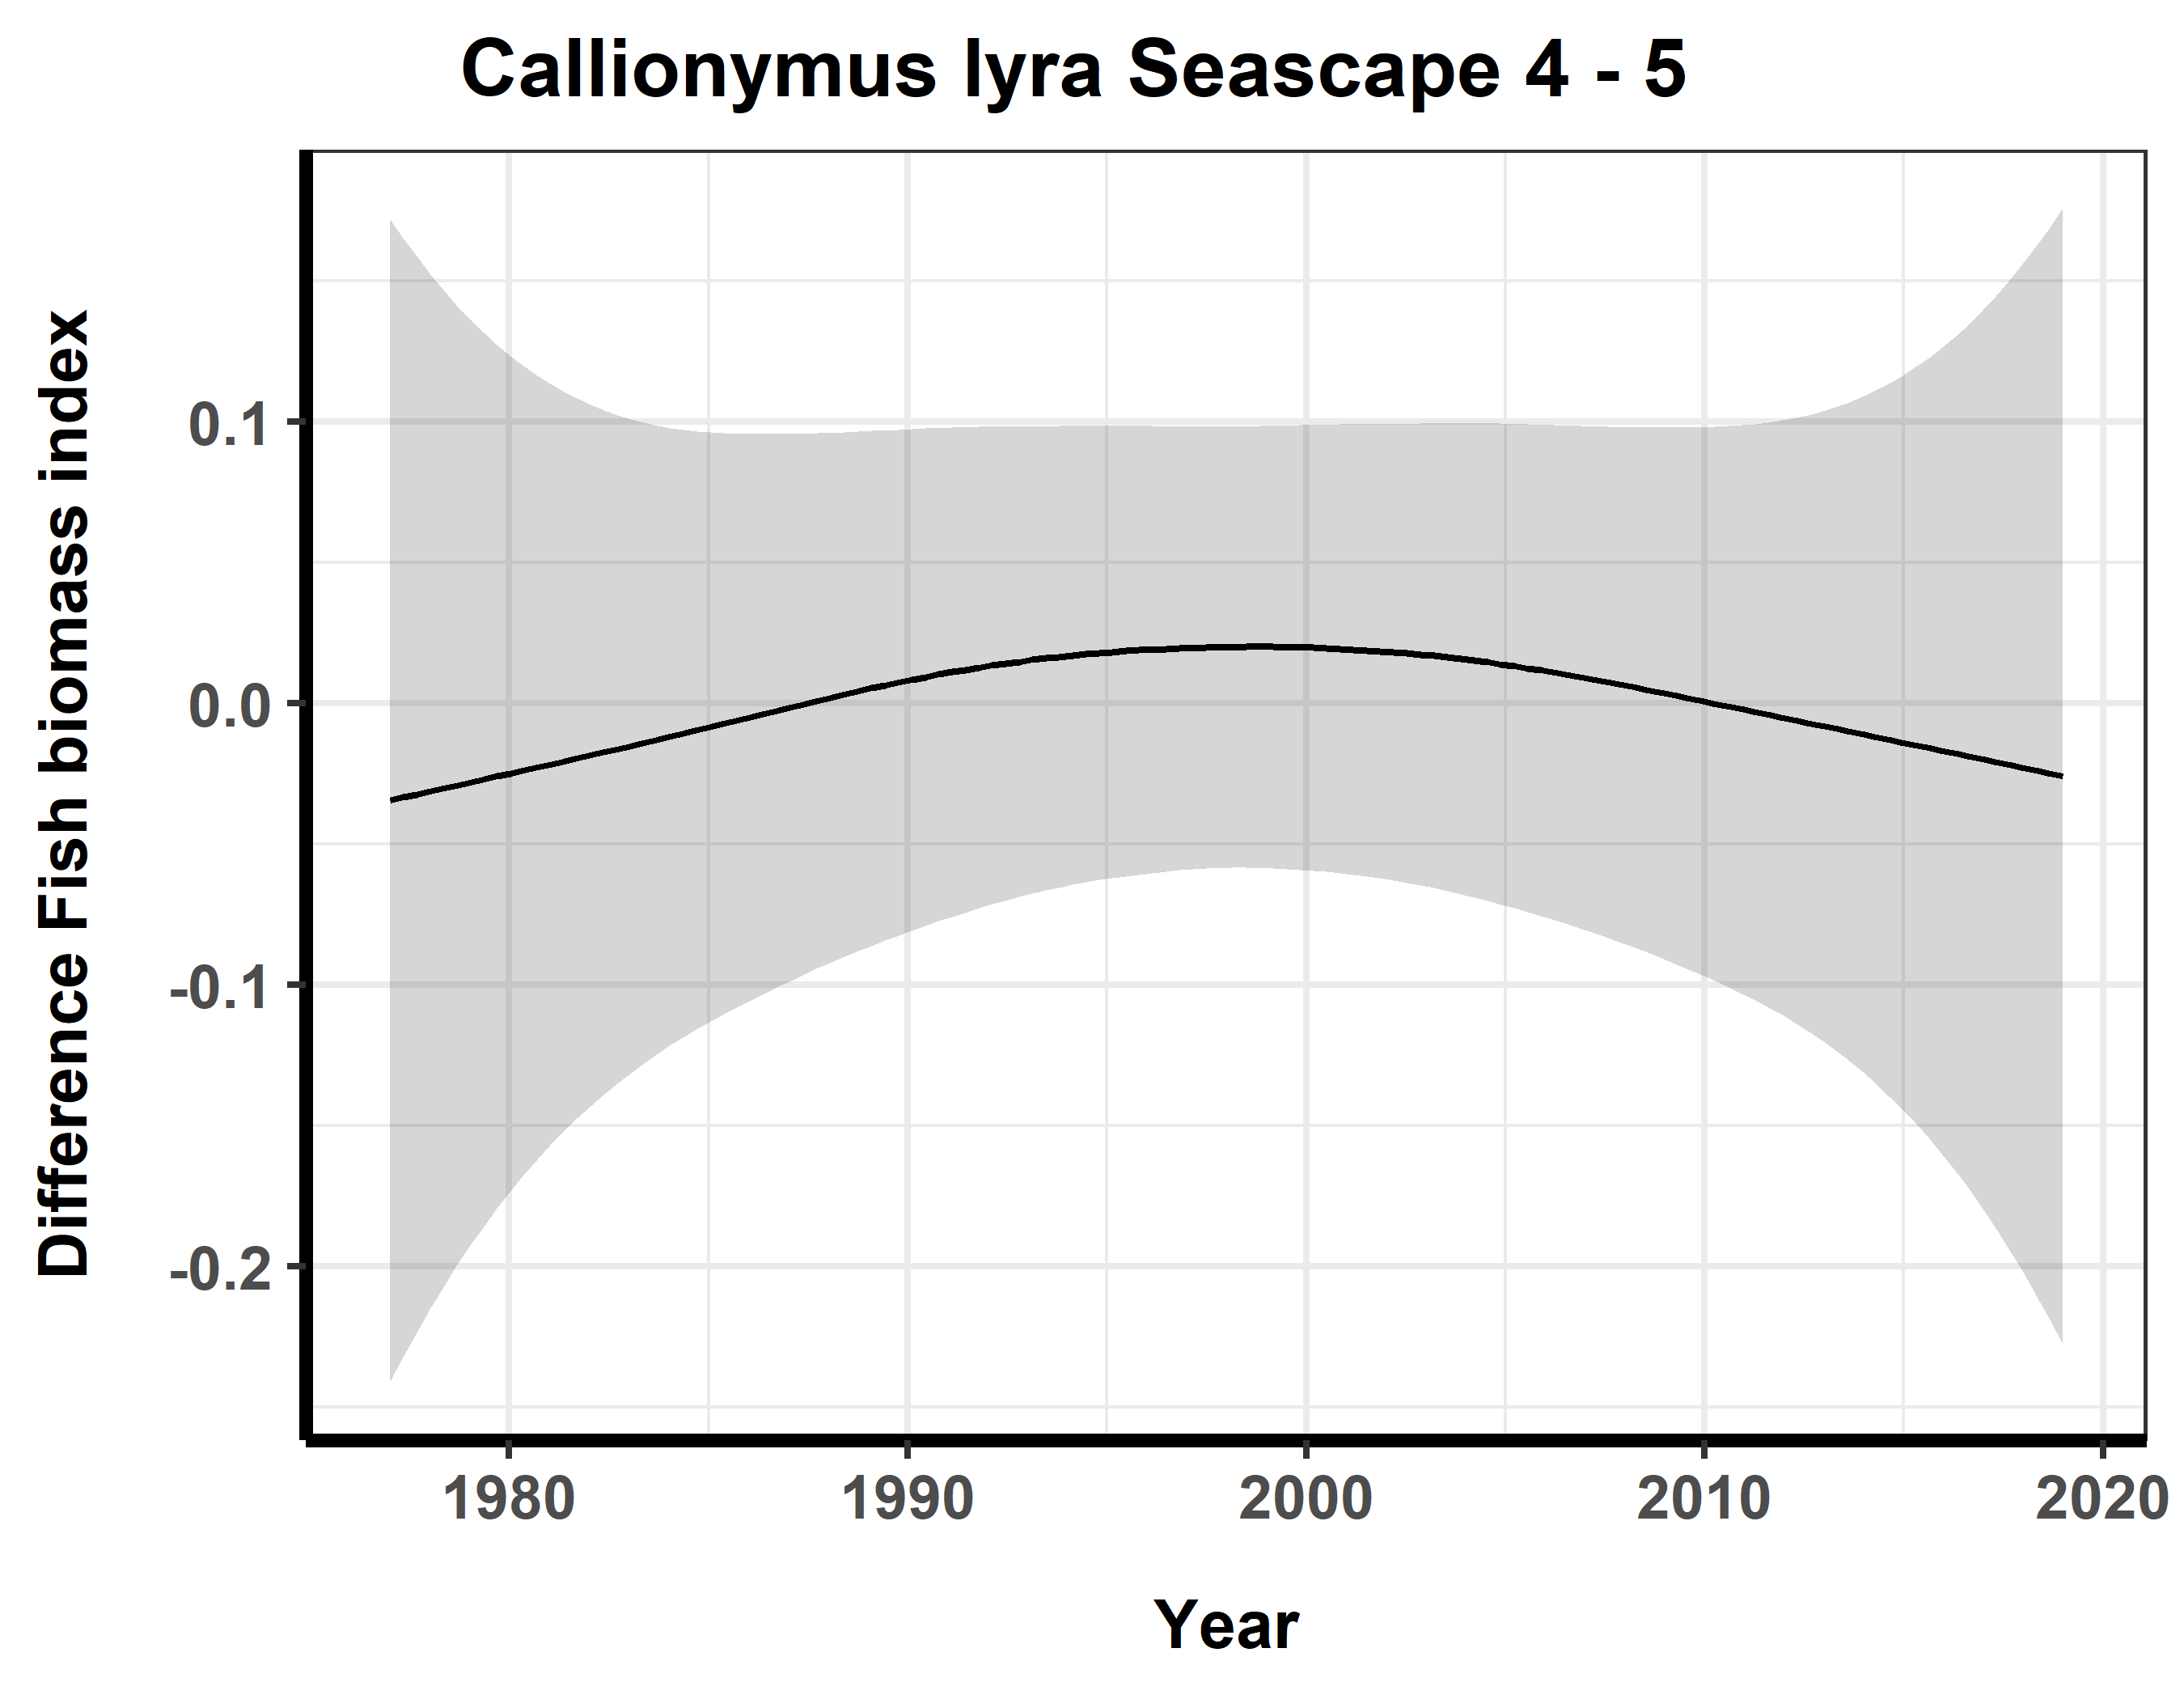 Callionymus lyra Seascape 4 - 5
Difference Fish biomass index
0.1
0.0
-0.1
-0.2
1980 1990 2000 2010 2020
Year